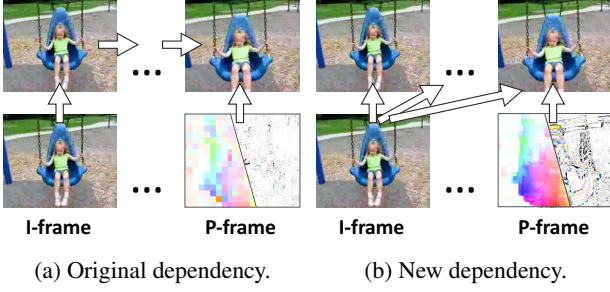 I-frame
P-frame
I-frame
P-frame
(a) Original dependency.
(b) New dependency.